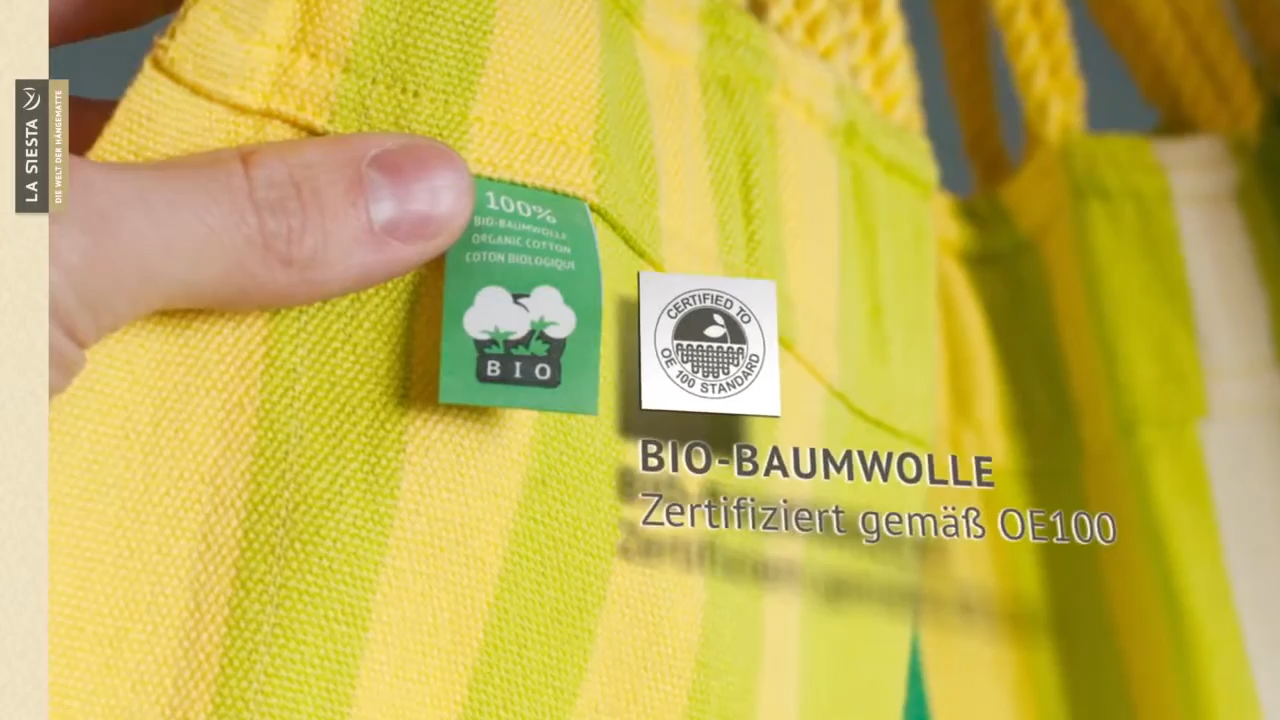 LA SIESTA
DIE WELT DER HÄNGEMATTE
100%
BIO-BAUMWOLLE
ORGANIC COTTON
COTON BIOLOGIQUE
BIO
CERTIFIED TO
OE 100 STANDARD
BIO-BAUMWOLLE
Zertifiziert gemäß OE100